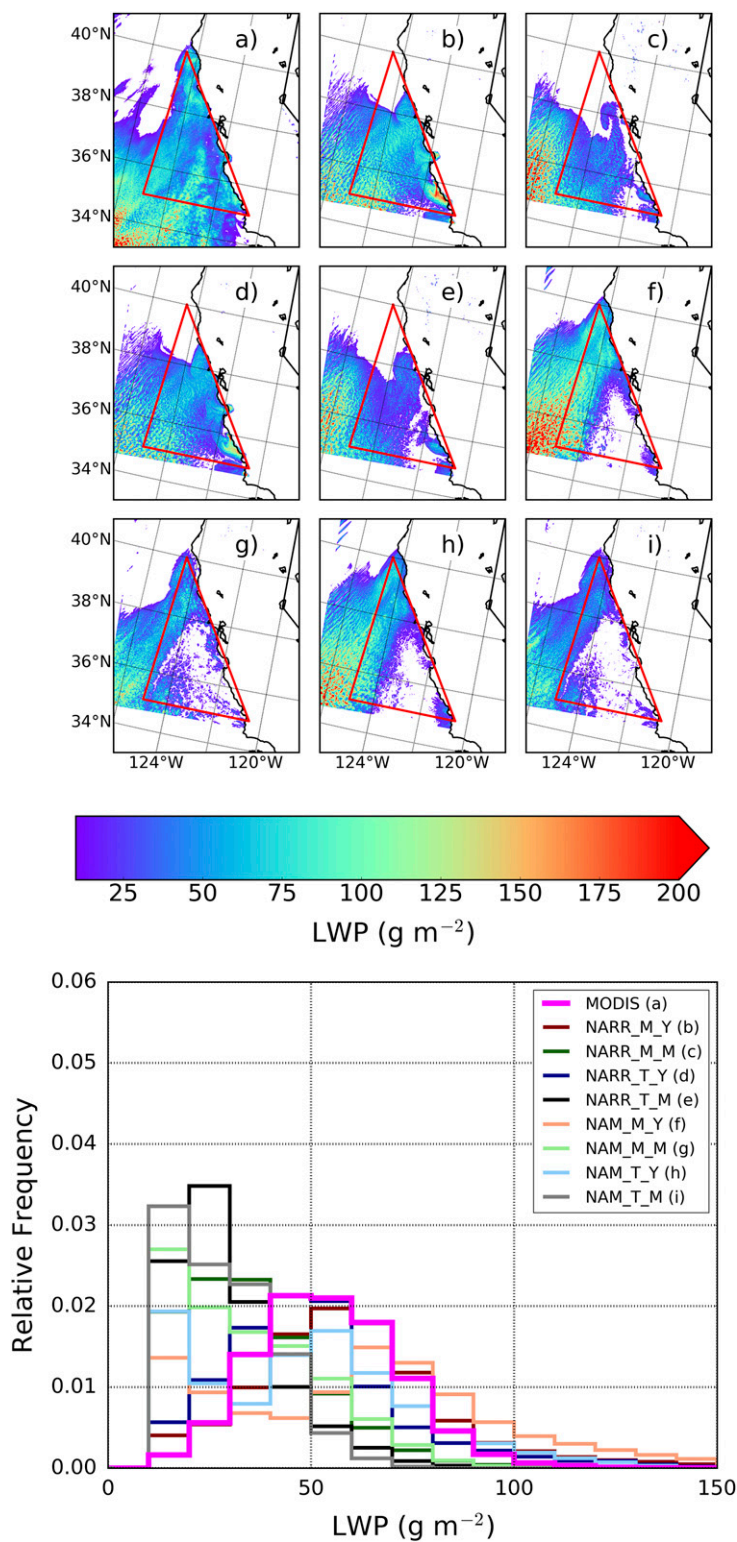 40°N
38°N
36°N
34°N
a)
b)
c)
40°N
38°N
36°N
34°N
d)
e)
f)
40°N
38°N
36°N
34°N
g)
h)
i)
124°W 120°W
124°W 120°W
124°W 120°W
25 50 75 100 125 150 175 200
LWP (g m⁻²)
0.06
0.05
0.04
0.03
0.02
0.01
0.00
Relative Frequency
MODIS (a)
NARR_M_Y (b)
NARR_M_M (c)
NARR_T_Y (d)
NARR_T_M (e)
NAM_M_Y (f)
NAM_M_M (g)
NAM_T_Y (h)
NAM_T_M (i)
0 50 100 150
LWP (g m⁻²)